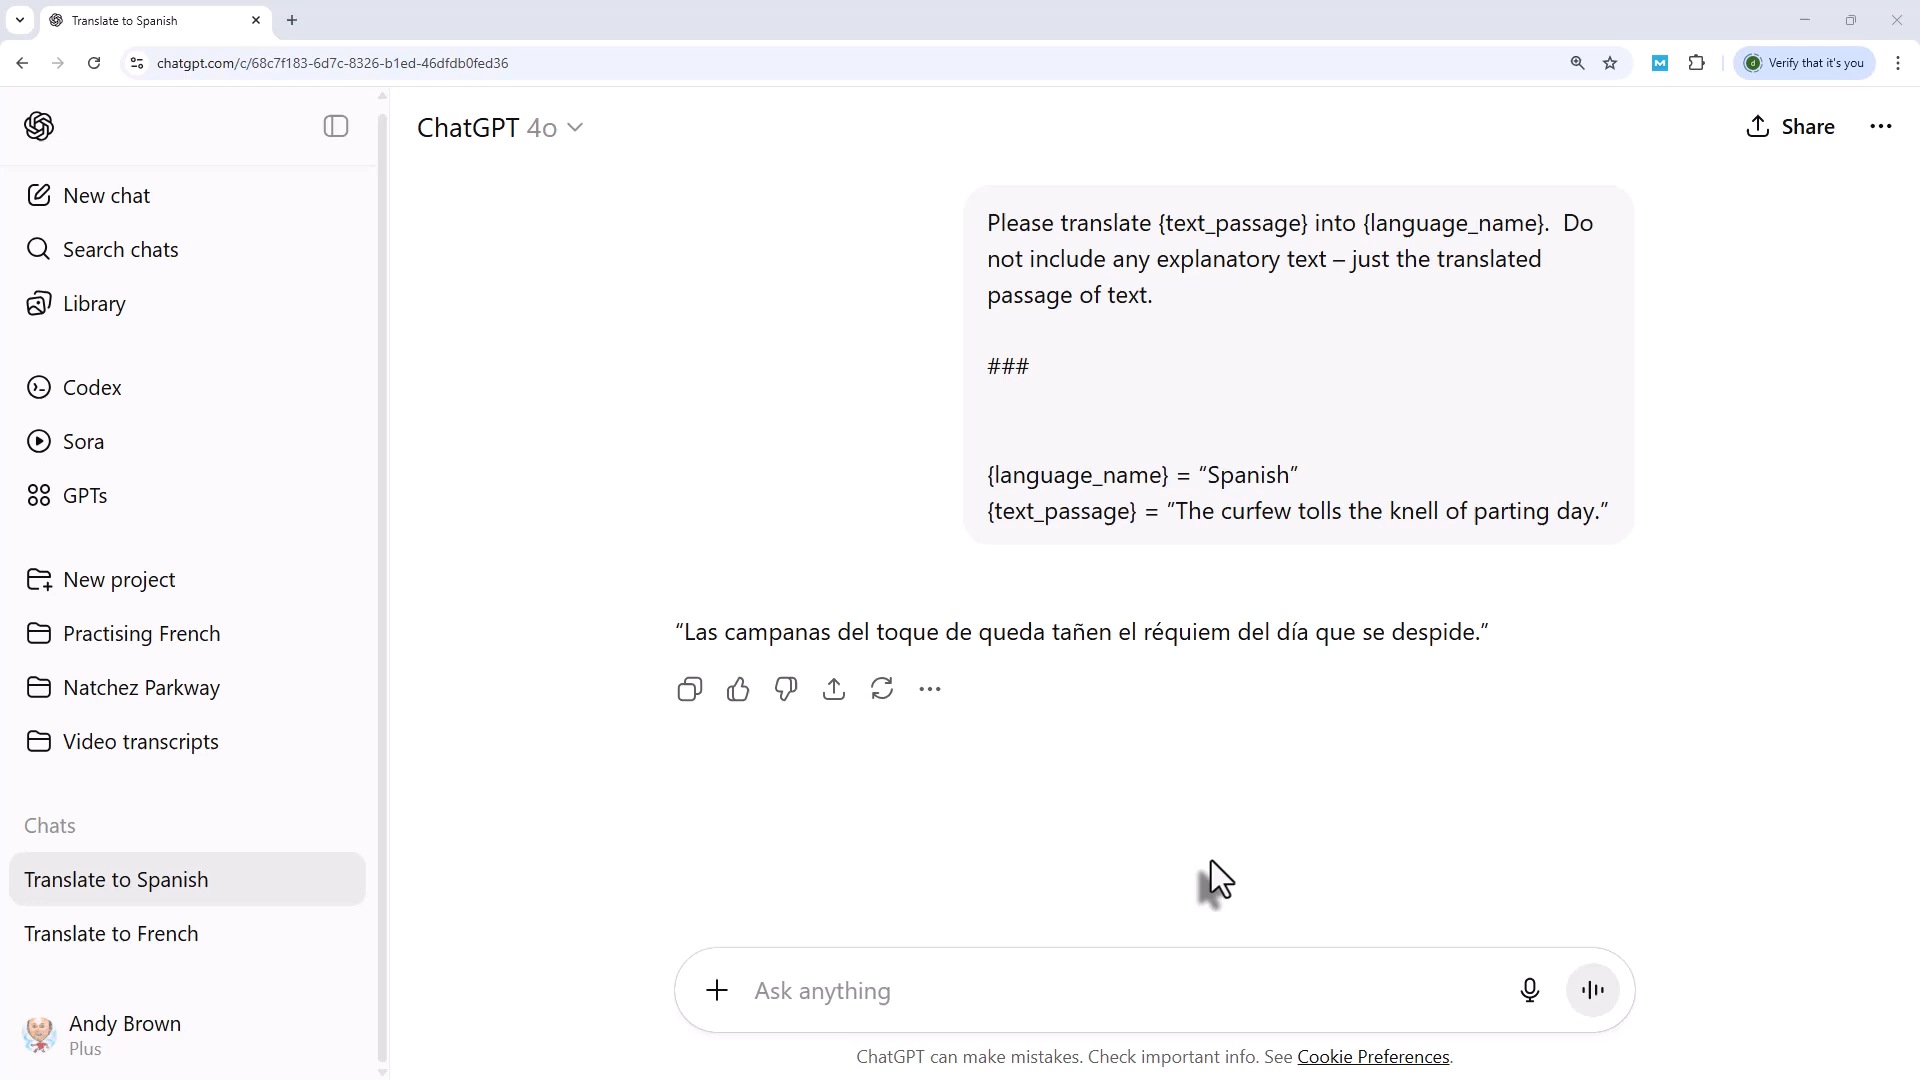 Translate to Spanish
chatgpt.com/c/68c7f183-6d7c-8326-b1ed-46dfdb0fed36
M
d
Verify that it's you
ChatGPT 4o
Share
New chat
Search chats
Library
Codex
Sora
GPTs
New project
Practising French
Natchez Parkway
Video transcripts
Chats
Translate to Spanish
Translate to French
Andy Brown
Plus
Please translate {text_passage} into {language_name}.  Do
not include any explanatory text – just the translated
passage of text.
###
{language_name} = “Spanish”
{text_passage} = ”The curfew tolls the knell of parting day.”
“Las campanas del toque de queda tañen el réquiem del día que se despide.”
Ask anything
ChatGPT can make mistakes. Check important info. See Cookie Preferences.